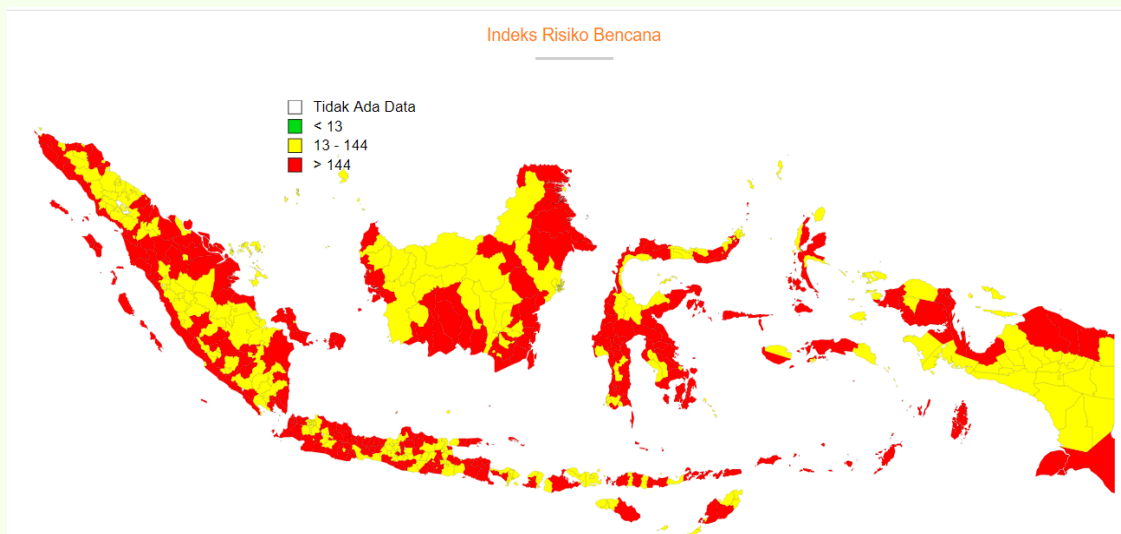 Indeks Risiko Bencana
Tidak Ada Data
< 13
13 - 144
> 144